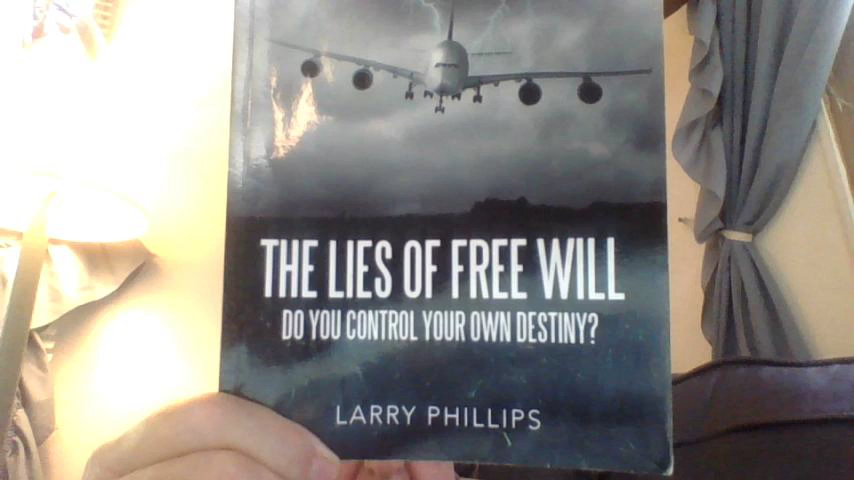 THE LIES OF FREE WILL
DO YOU CONTROL YOUR OWN DESTINY?
LARRY PHILLIPS